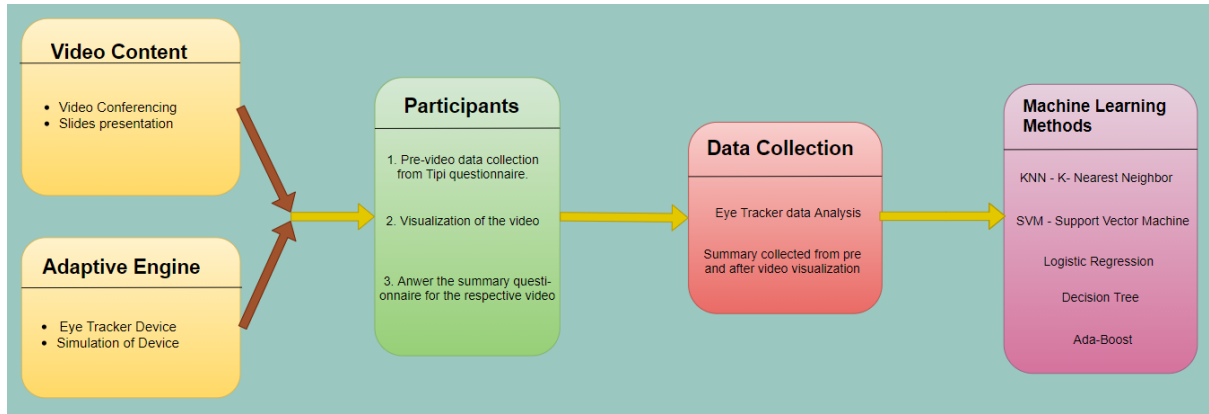 Video Content
• Video Conferencing
• Slides presentation
Adaptive Engine
• Eye Tracker Device
• Simulation of Device
Participants
1. Pre-video data collection
from Tipi questionnaire.
2. Visualization of the video
3. Anwer the summary questi-
onnaire for the respective video
Data Collection
Eye Tracker data Analysis
Summary collected from pre
and after video visualization
Machine Learning
Methods
KNN - K- Nearest Neighbor
SVM - Support Vector Machine
Logistic Regression
Decision Tree
Ada-Boost